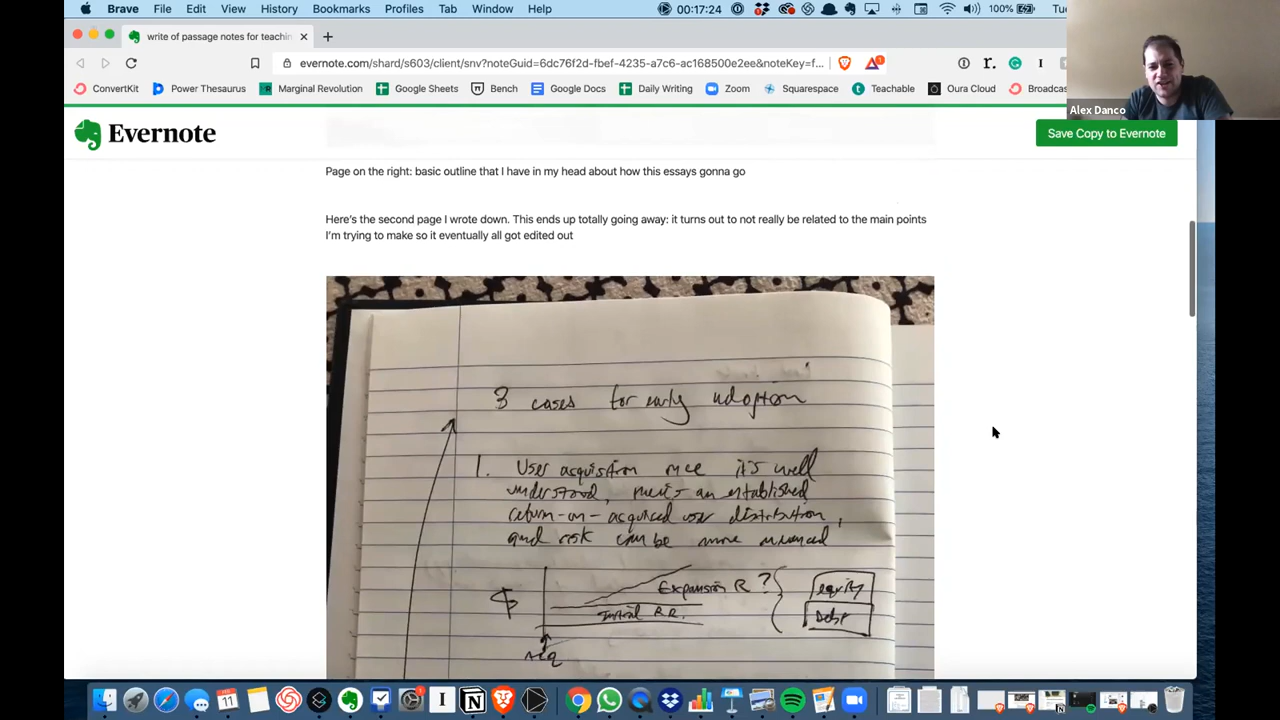 Brave File Edit View History Bookmarks Profiles Tab Window Help 00:17:24 100% Tue
write of passage notes for teachin
evernote.com/shard/s603/client/snv?noteGuid=6dc76f2d-fbef-4235-a7c6-ac168500e2ee&noteKey=f...
ConvertKit Power Thesaurus Marginal Revolution Google Sheets Bench Google Docs Daily Writing Zoom Squarespace Teachable Oura Cloud Broadcas
Alex Danco
Evernote
Save Copy to Evernote
Page on the right: basic outline that I have in my head about how this essays gonna go
Here's the second page I wrote down. This ends up totally going away: it turns out to not really be related to the main points
I'm trying to make so it eventually all got edited out
3 cases for early adoption
1. User acquisition once it's well
understood, there's an established
return-on-acquired user distribution,
and risk can be more nuanced
$ Expansion R ? equity
Initial RR. Debt
Acq